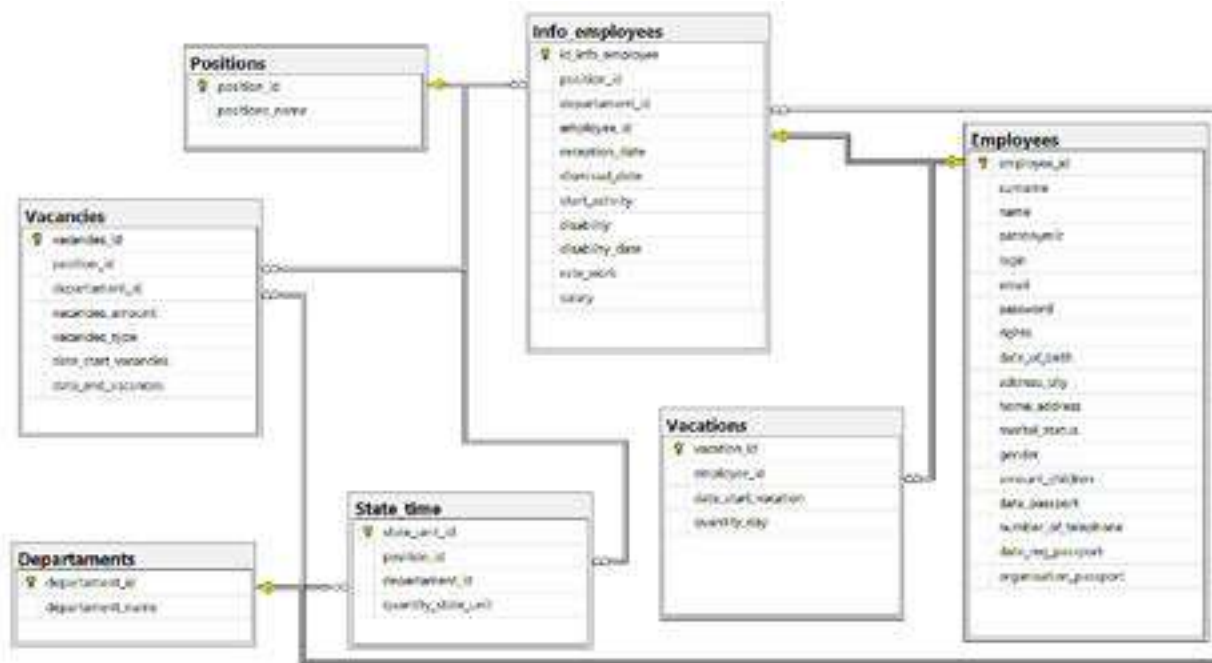 Info_employees
id_info_employee
position_id
departament_id
employee_id
reception_date
dismissal_date
start_activity
disability
disability_date
salary
Positions
position_id
positions_name
Employees
employee_id
surname
name
patronymic
login
email
password
rights
date_of_birth
address_city
home_address
marital_status
gender
amount_children
data_passport
number_of_telephone
date_reg_passport
organisation_passport
Vacancies
vacancies_id
position_id
departament_id
vacancies_amount
vacancies_type
date_start_vacancies
date_end_vacancies
Vacations
vacation_id
employee_id
date_start_vacation
quantity_day
State_time
state_unit_id
position_id
departament_id
quantity_state_unit
Departaments
departament_id
departament_name